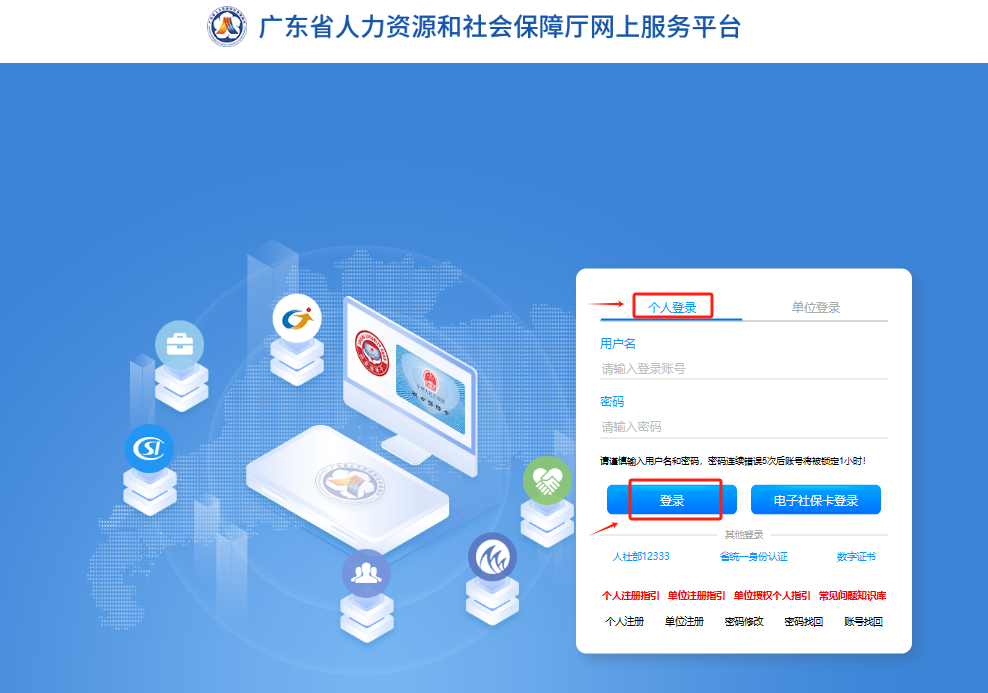 广东省人力资源和社会保障厅网上服务平台
个人登录 单位登录
用户名
请输入登录账号
密码
请输入密码
请谨慎输入用户名和密码，密码连续错误5次后账号将被锁定1小时！
登录 电子社保卡登录
其他登录
人社部12333 省统一身份认证 数字证书
个人注册指引 单位注册指引 单位授权个人指引 常见问题知识库
个人注册 单位注册 密码修改 密码找回 账号找回